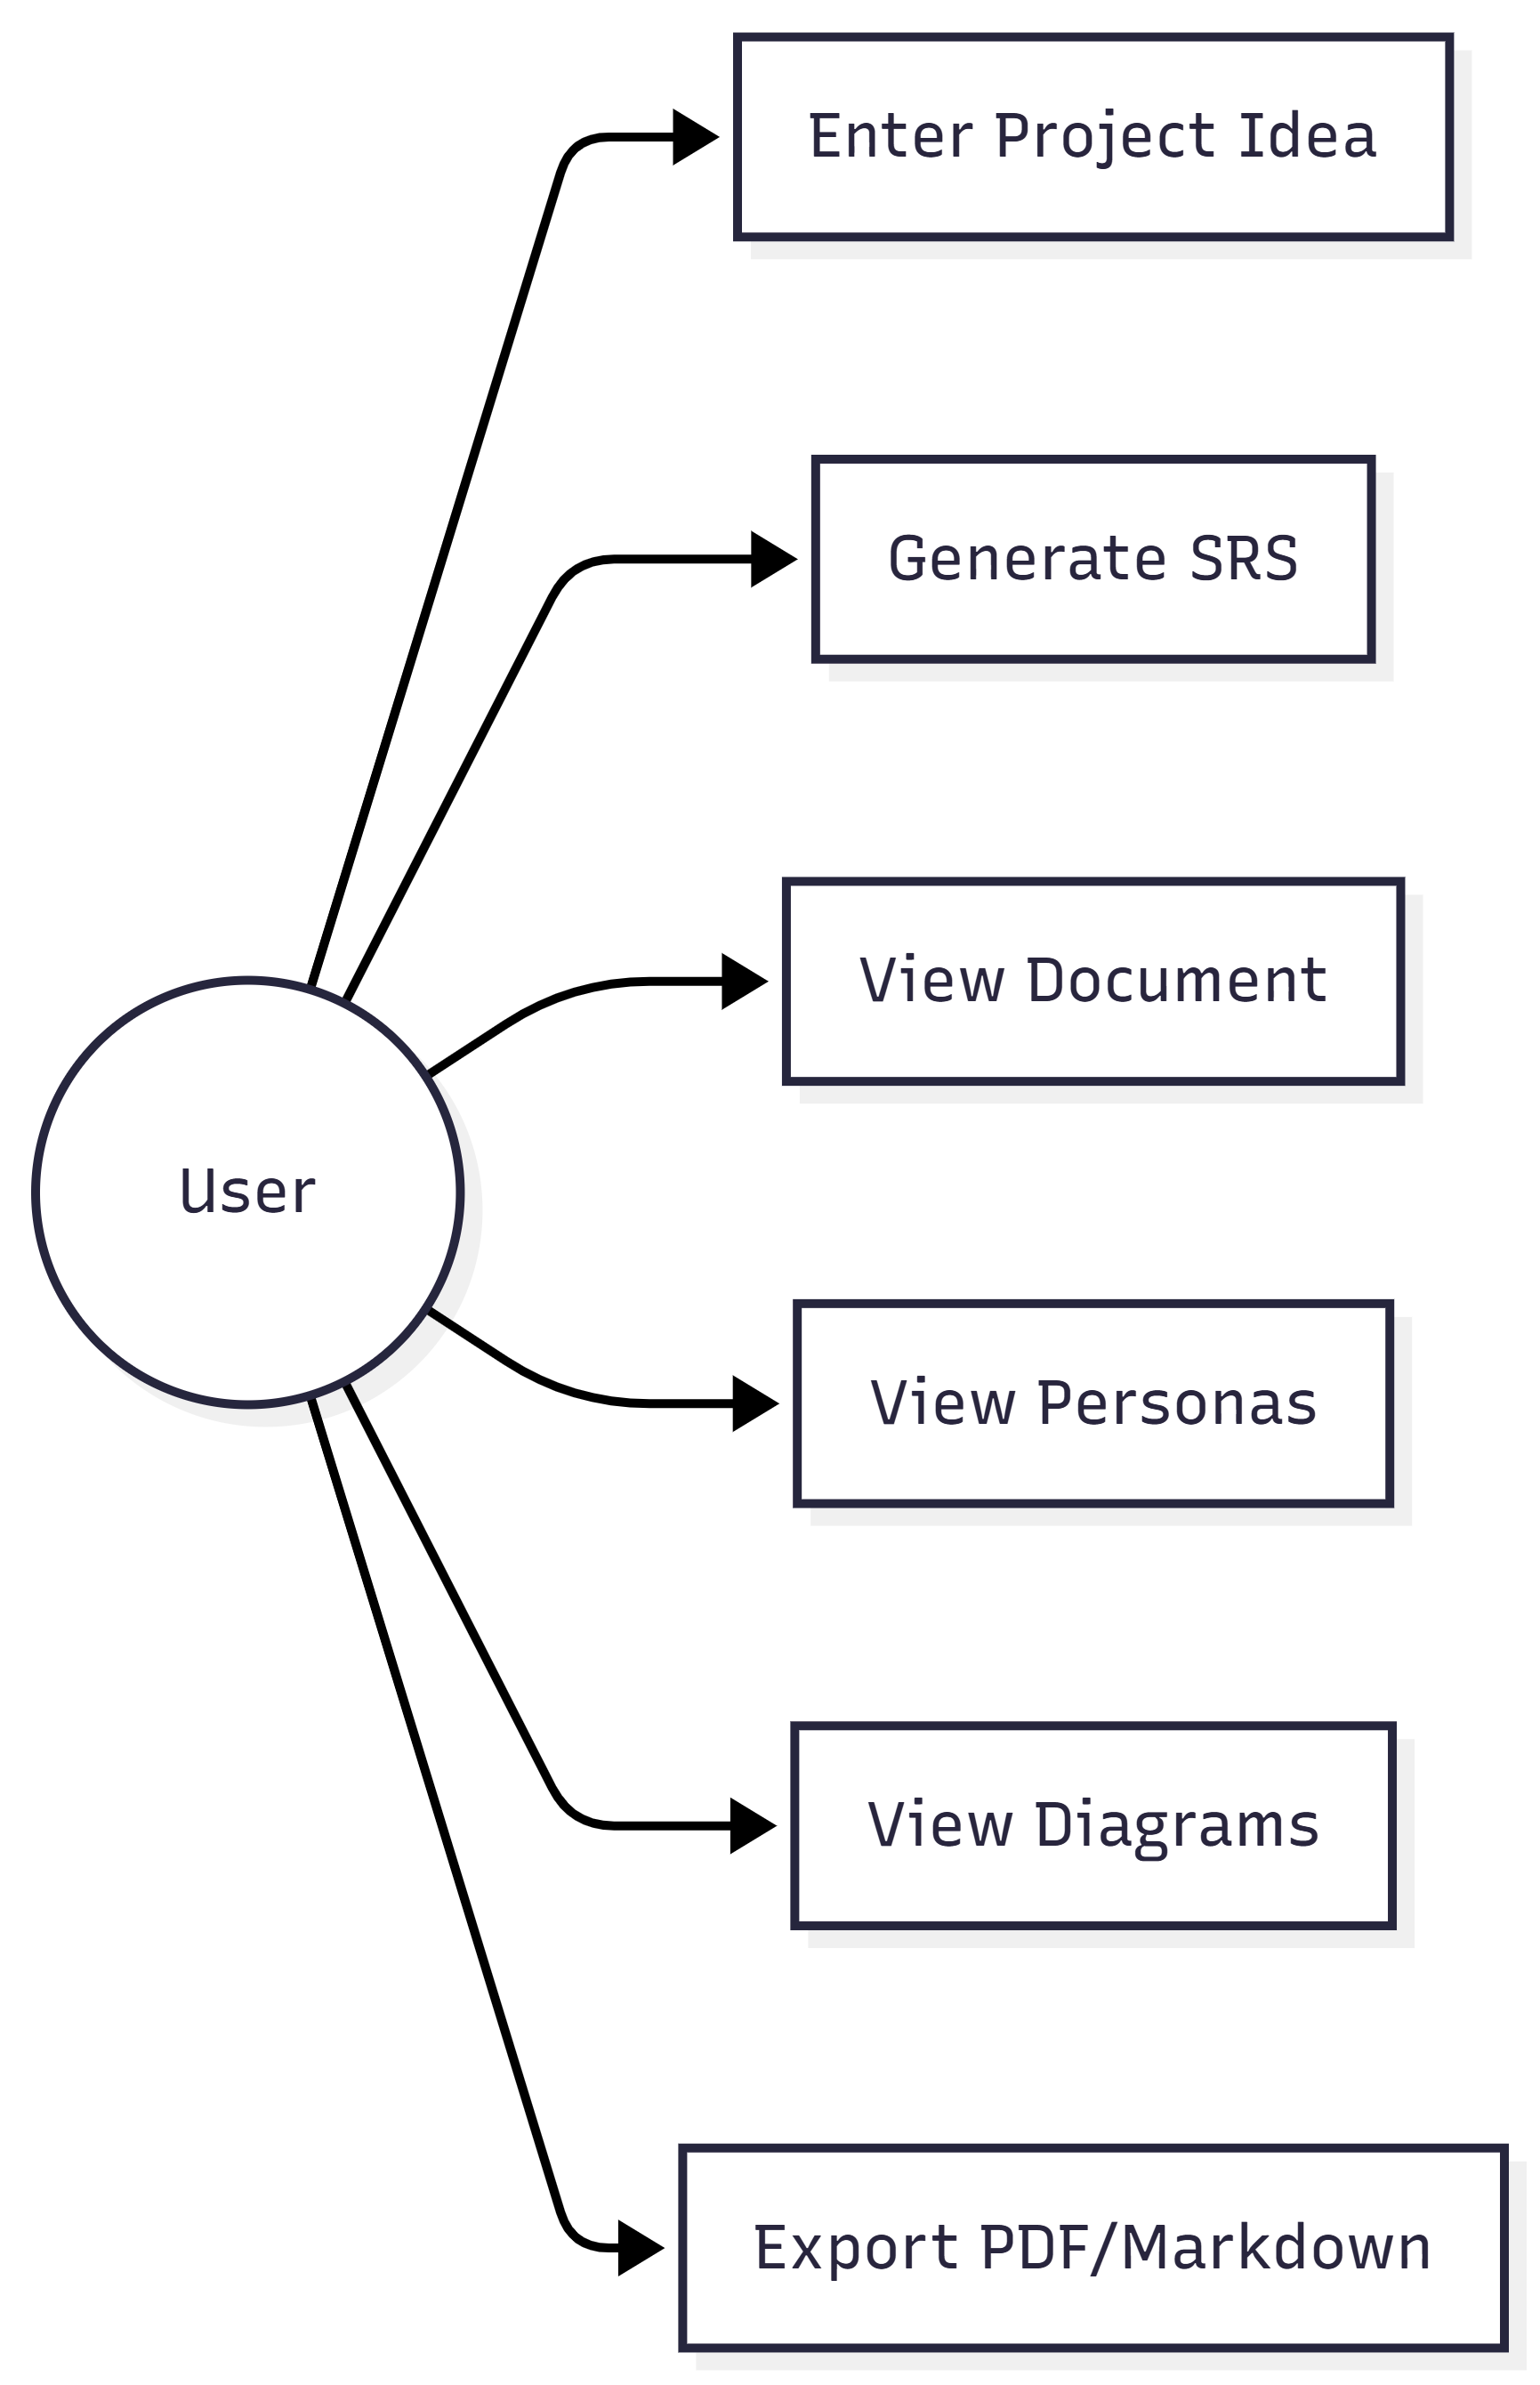 Enter Project Idea
Generate SRS
View Document
User
View Personas
View Diagrams
Export PDF/Markdown